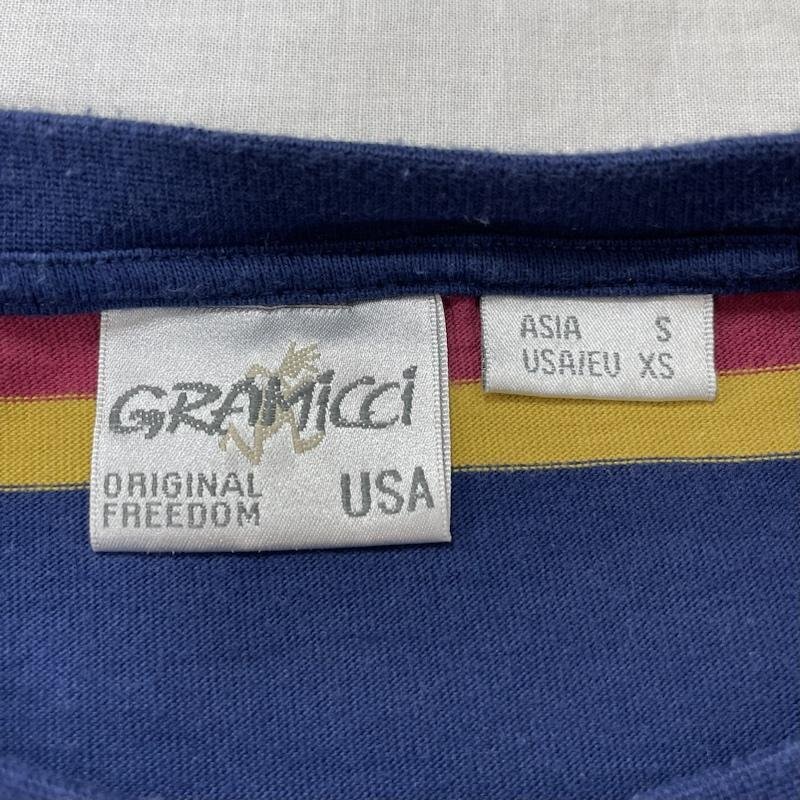 GRAMiCCi
ORIGINAL
FREEDOM
USA
ASIA S
USA/EU XS